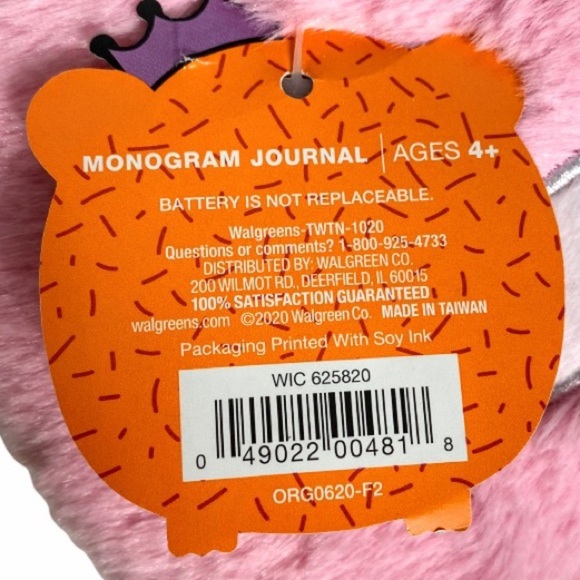 MONOGRAM JOURNAL | AGES 4+
BATTERY IS NOT REPLACEABLE.
Walgreens-TWTN-1020
Questions or comments? 1-800-925-4733
DISTRIBUTED BY: WALGREEN CO.
200 WILMOT RD., DEERFIELD, IL 60015
100% SATISFACTION GUARANTEED
walgreens.com ©2020 Walgreen Co. MADE IN TAIWAN
Packaging Printed With Soy Ink
WIC 625820
0 49022 00481 8
ORG0620-F2